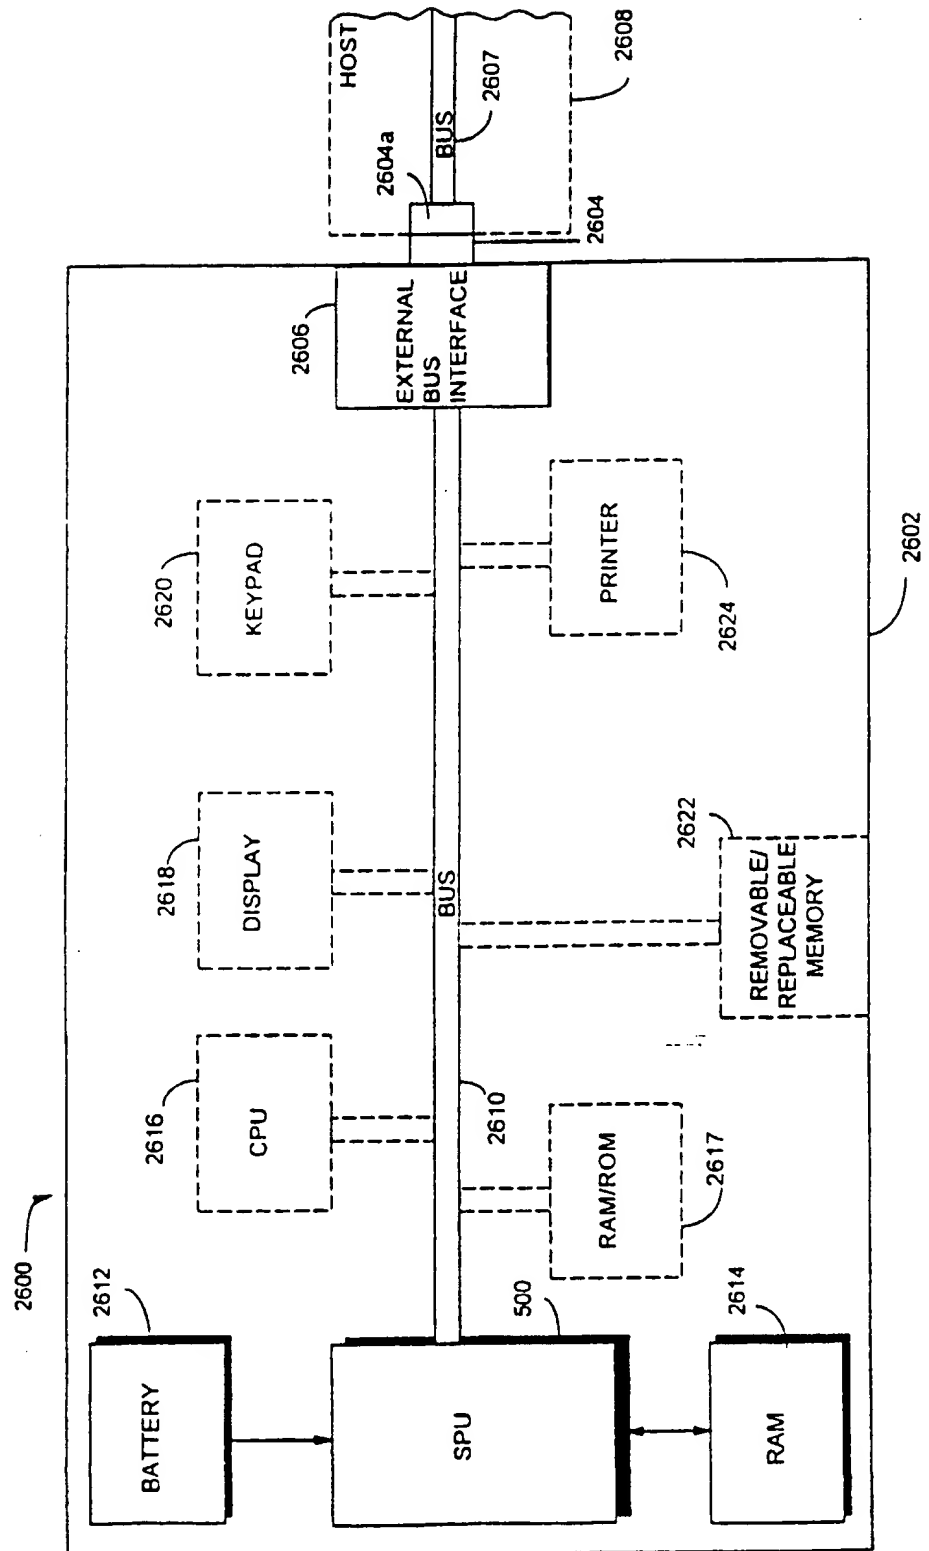 2600
BATTERY
2612
SPU
500
RAM
2614
CPU
2616
RAM/ROM
2617
BUS
2610
DISPLAY
2618
REMOVABLE/
REPLACEABLE
MEMORY
2622
KEYPAD
2620
PRINTER
2624
EXTERNAL
BUS
INTERFACE
2606
2602
HOST
BUS
2607
2604a
2604
2608